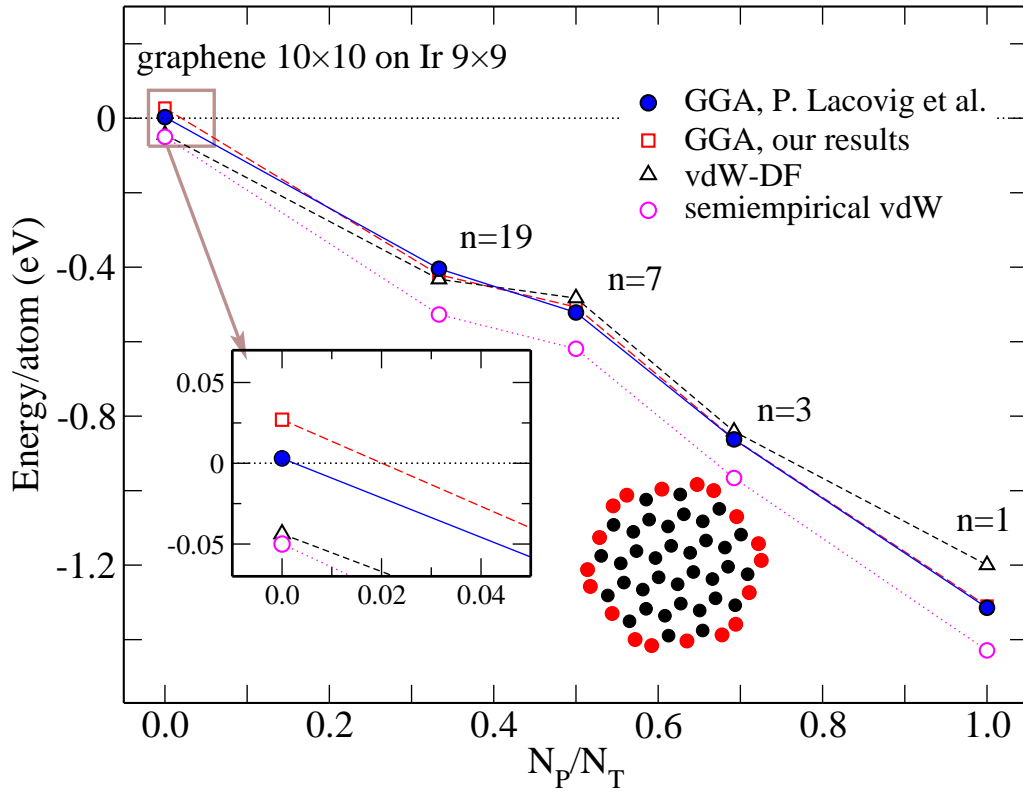 graphene 10×10 on Ir 9×9
GGA, P. Lacovig et al.
GGA, our results
vdW-DF
semiempirical vdW
n=19
n=7
n=3
n=1
Energy/atom (eV)
0
-0.4
-0.8
-1.2
0.05
0
-0.05
0.0 0.02 0.04
0.0 0.2 0.4 0.6 0.8 1.0
N_P/N_T